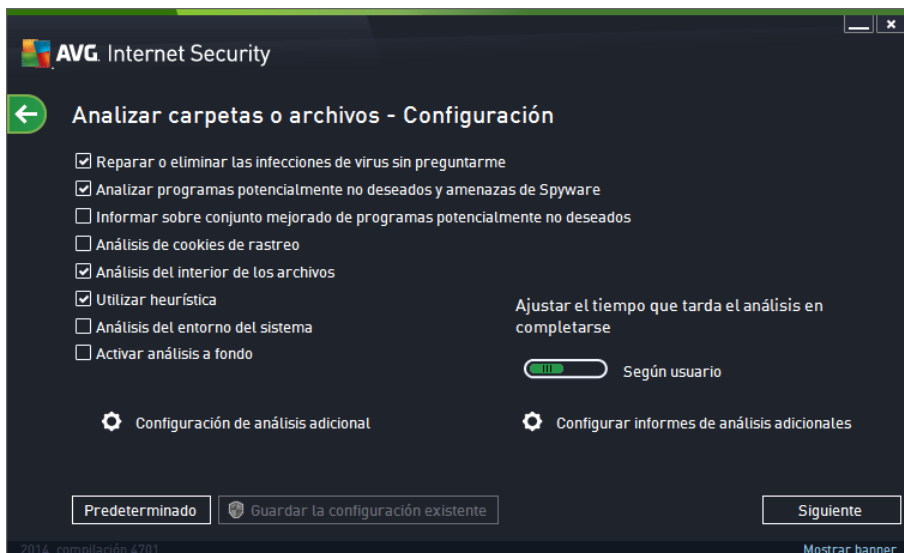 AVG. Internet Security
Analizar carpetas o archivos - Configuración
Reparar o eliminar las infecciones de virus sin preguntarme
Analizar programas potencialmente no deseados y amenazas de Spyware
Informar sobre conjunto mejorado de programas potencialmente no deseados
Análisis de cookies de rastreo
Análisis del interior de los archivos
Utilizar heurística
Análisis del entorno del sistema
Activar análisis a fondo
Ajustar el tiempo que tarda el análisis en
completarse
Según usuario
Configuración de análisis adicional
Configurar informes de análisis adicionales
Predeterminado
Guardar la configuración existente
Siguiente
2014 compilación 4701
Mostrar banner